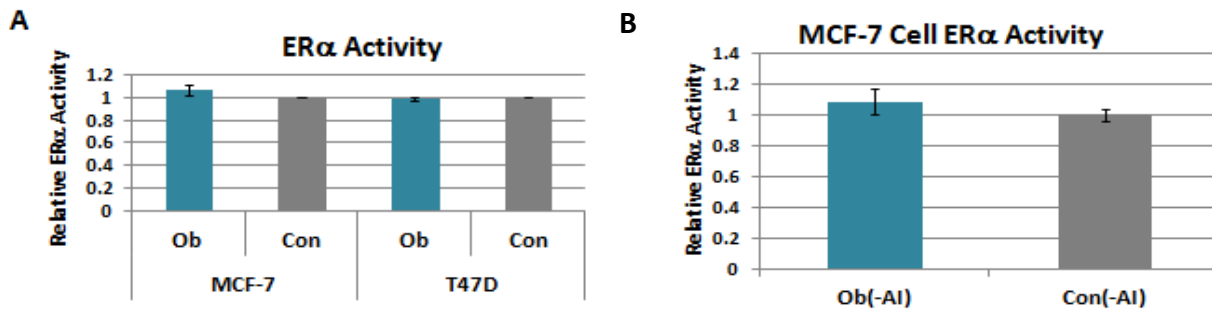 A
ERα Activity
Relative ERα Activity
1.2
1
0.8
0.6
0.4
0.2
0
Ob Con Ob Con
MCF-7 T47D
B
MCF-7 Cell ERα Activity
Relative ERα Activity
1.4
1.2
1
0.8
0.6
0.4
0.2
0
Ob(-AI) Con(-AI)